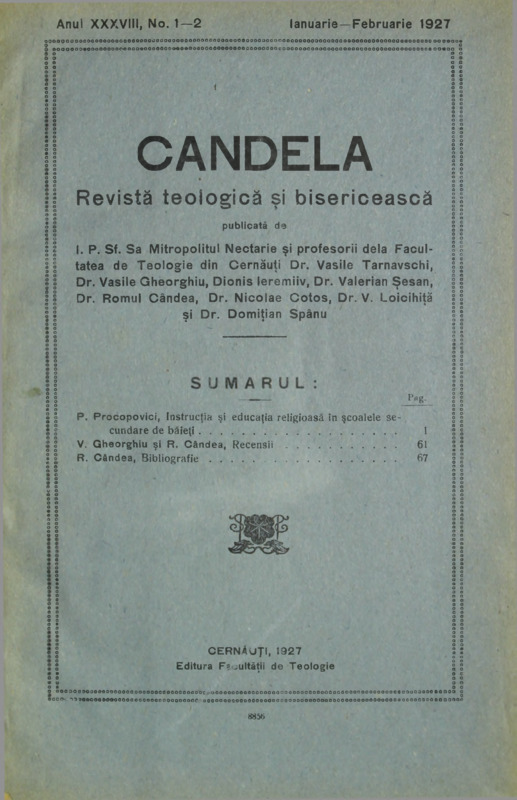 Anul XXXVIII, No. 1—2 Ianuarie—Februarie 1927
CANDELA
Revistă teologică și bisericească
publicată de
I. P. Sf. Sa Mitropolitul Nectarie și profesorii dela Facul-
tatea de Teologie din Cernăuți Dr. Vasile Tarnavschi,
Dr. Vasile Gheorghiu, Dionis Ieremiiv, Dr. Valerian Șesan,
Dr. Romul Cândea, Dr. Nicolae Cotos, Dr. V. Loicihiță
și Dr. Domițian Spânu
SUMARUL:
Pag.
P. Procopovici, Instrucția și educația religioasă în școalele se-
cundare de băieți . . . . . . . . . . . . . . . . . 1
V. Gheorghiu și R. Cândea, Recensii . . . . . . . . . . 61
R. Cândea, Bibliografie . . . . . . . . . . . . . . . . 67
CERNĂUȚI, 1927
Editura Facultății de Teologie
8856